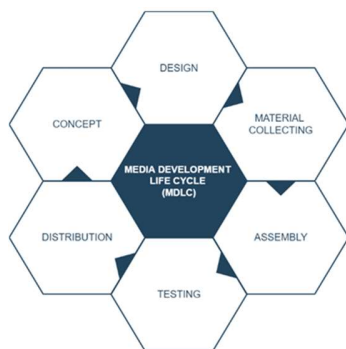 DESIGN
CONCEPT
MATERIAL
COLLECTING
MEDIA DEVELOPMENT
LIFE CYCLE
(MDLC)
DISTRIBUTION
ASSEMBLY
TESTING